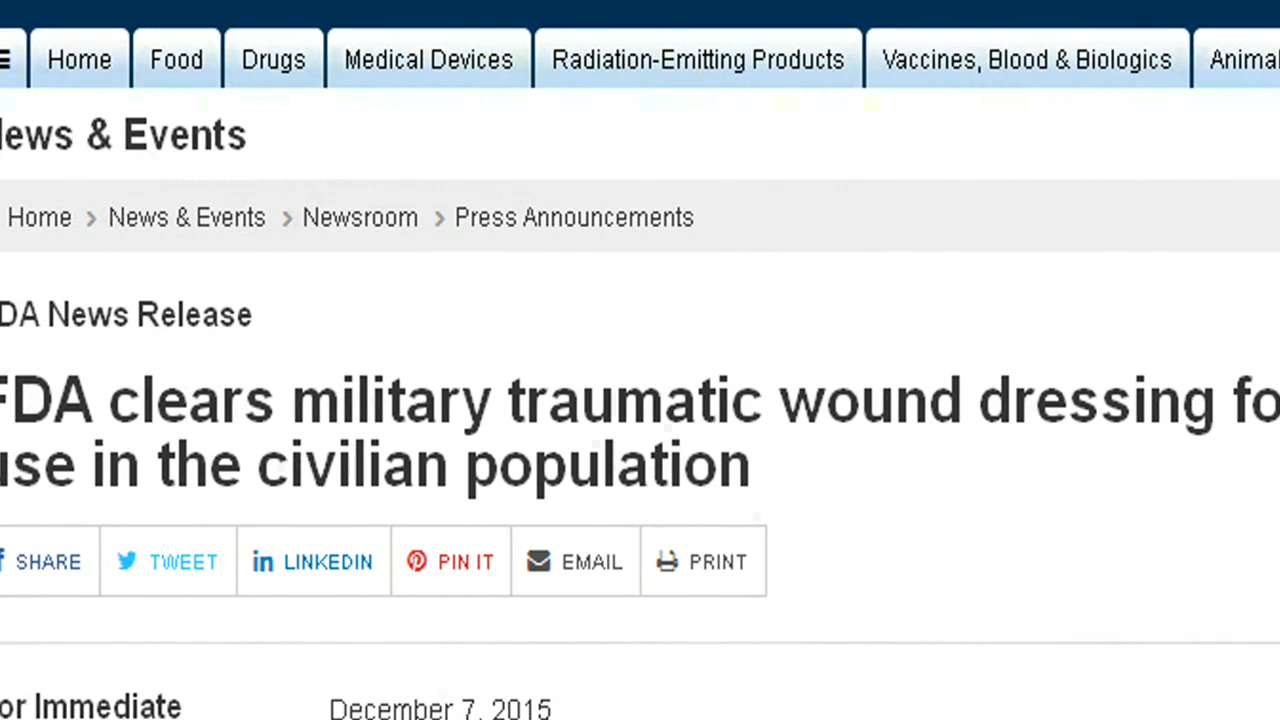 Home Food Drugs Medical Devices Radiation-Emitting Products Vaccines, Blood & Biologics Animal
ews & Events
Home > News & Events > Newsroom > Press Announcements
DA News Release
FDA clears military traumatic wound dressing fo
use in the civilian population
SHARE TWEET LINKEDIN PIN IT EMAIL PRINT
or Immediate December 7, 2015